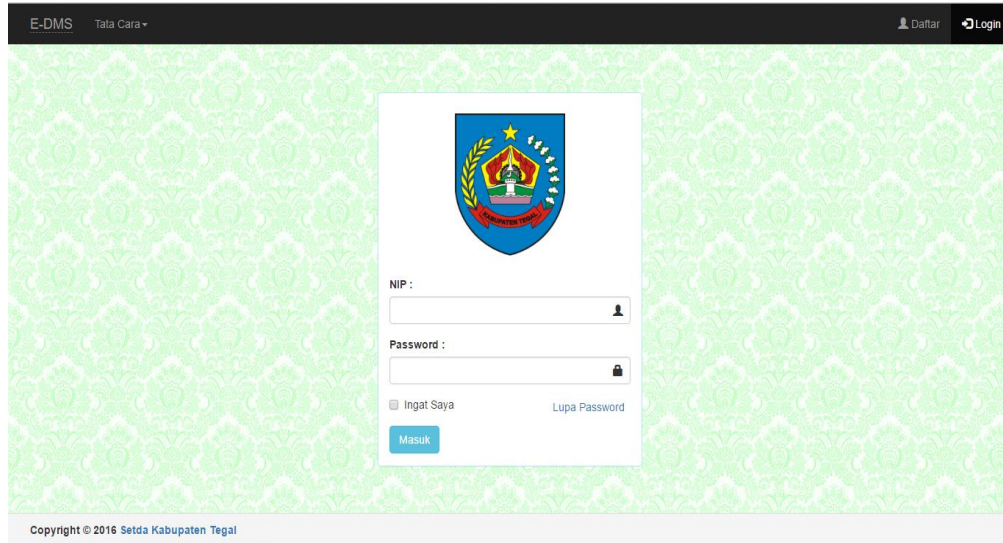 E-DMS Tata Cara Daftar Login
KABUPATEN TEGAL
NIP :
Password :
Ingat Saya Lupa Password
Masuk
Copyright © 2016 Setda Kabupaten Tegal